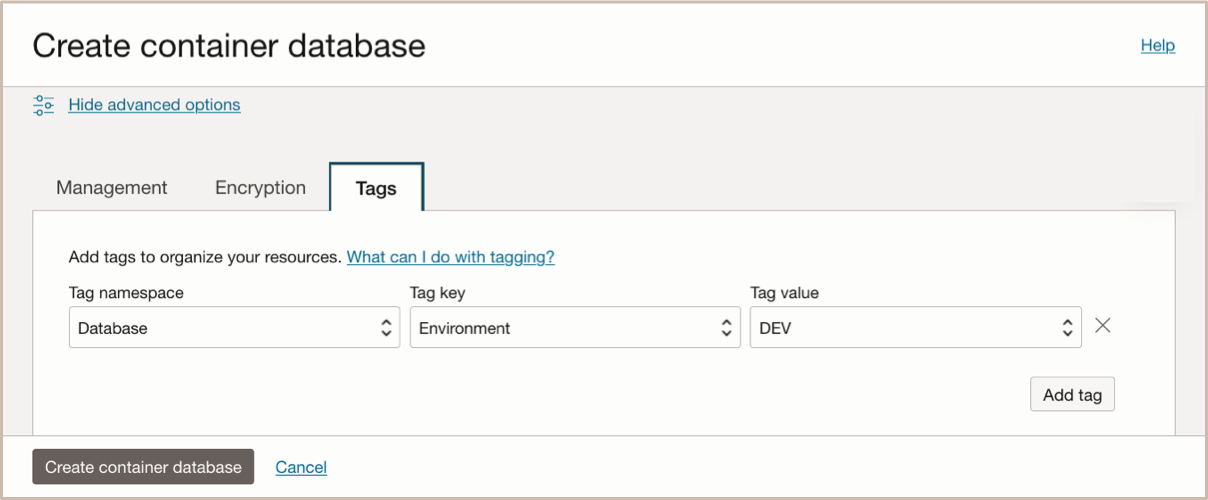 Create container database
Help
Hide advanced options
Management Encryption Tags
Add tags to organize your resources. What can I do with tagging?
Tag namespace Tag key Tag value
Database Environment DEV
Add tag
Create container database Cancel